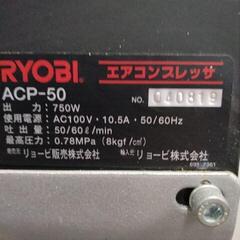 RYOBI エアコンプレッサ
ACP-50 NO. 040819
出力：750W
使用電源：AC100V・10.5A・50/60Hz
吐出量：50/60ℓ/min
最高圧力：0.78MPa（8kgf/㎠）
販売元 リョービ販売株式会社 輸入元 リョービ株式会社